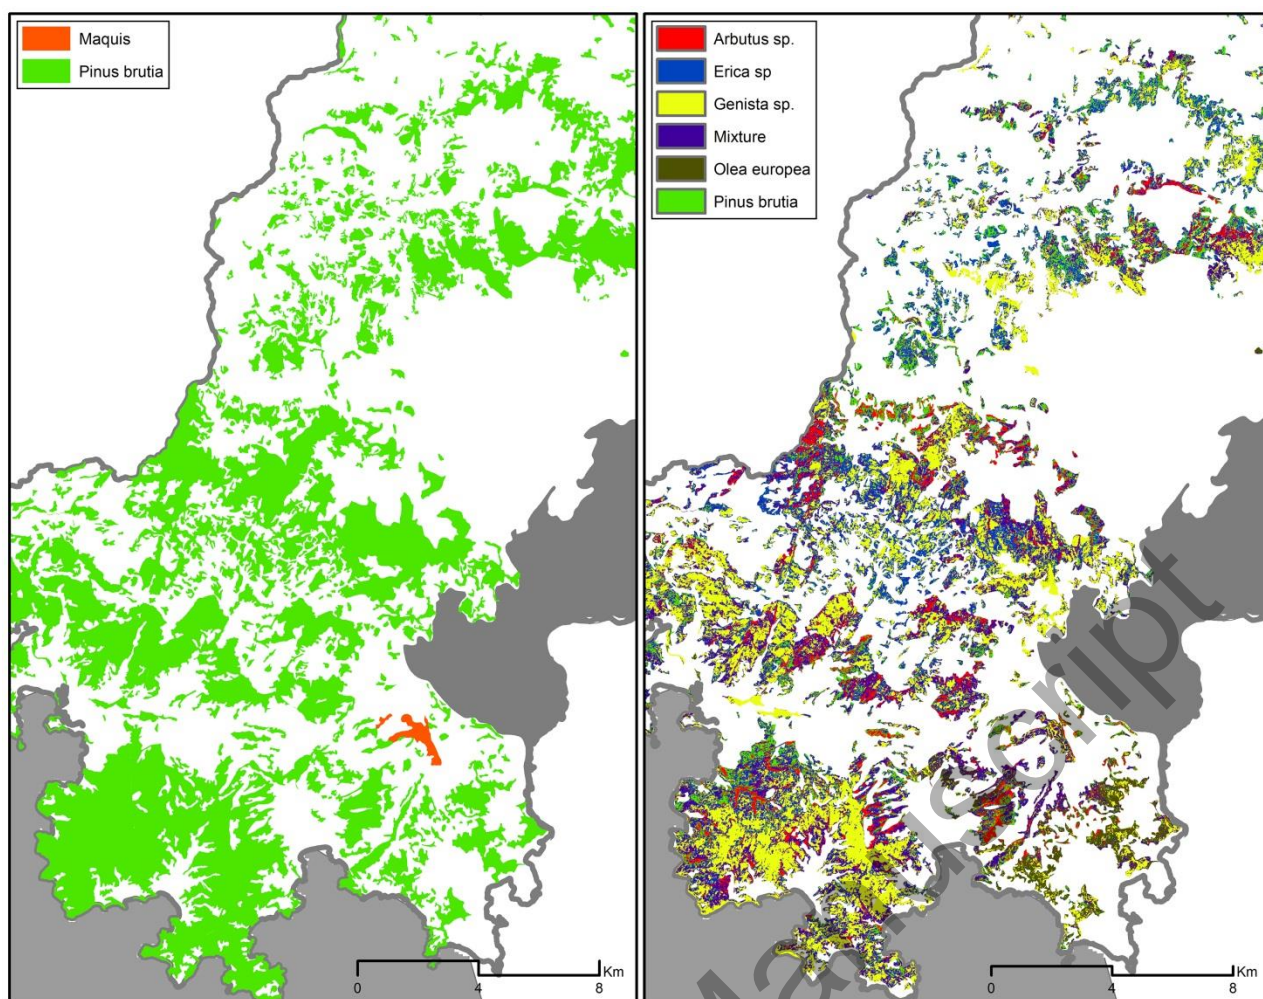 Maquis
Pinus brutia
Km
0 4 8
Arbutus sp.
Erica sp
Genista sp.
Mixture
Olea europea
Pinus brutia
Km
0 4 8
Manuscript